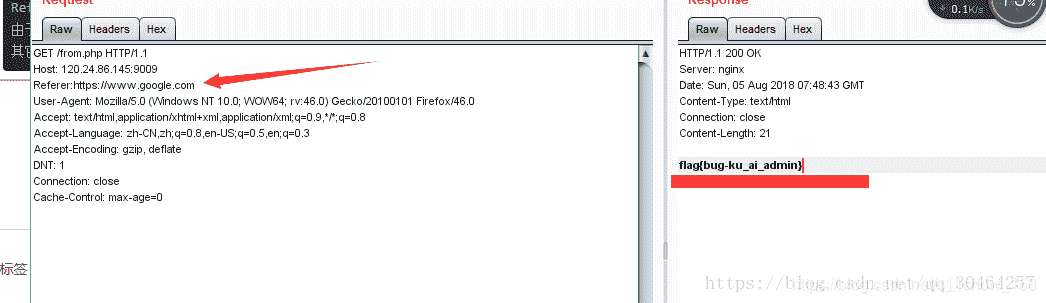 Request
Response
Raw Headers Hex
Raw Headers Hex
GET /from.php HTTP/1.1
Host: 120.24.86.145:9009
Referer:https://www.google.com
User-Agent: Mozilla/5.0 (Windows NT 10.0; WOW64; rv:46.0) Gecko/20100101 Firefox/46.0
Accept: text/html,application/xhtml+xml,application/xml;q=0.9,*/*;q=0.8
Accept-Language: zh-CN,zh;q=0.8,en-US;q=0.5,en;q=0.3
Accept-Encoding: gzip, deflate
DNT: 1
Connection: close
Cache-Control: max-age=0
HTTP/1.1 200 OK
Server: nginx
Date: Sun, 05 Aug 2018 07:48:43 GMT
Content-Type: text/html
Connection: close
Content-Length: 21
flag{bug-ku_ai_admin}
Ref
由于
其它
标签
0.1K/s
https://blog.csdn.net/qq_30464257